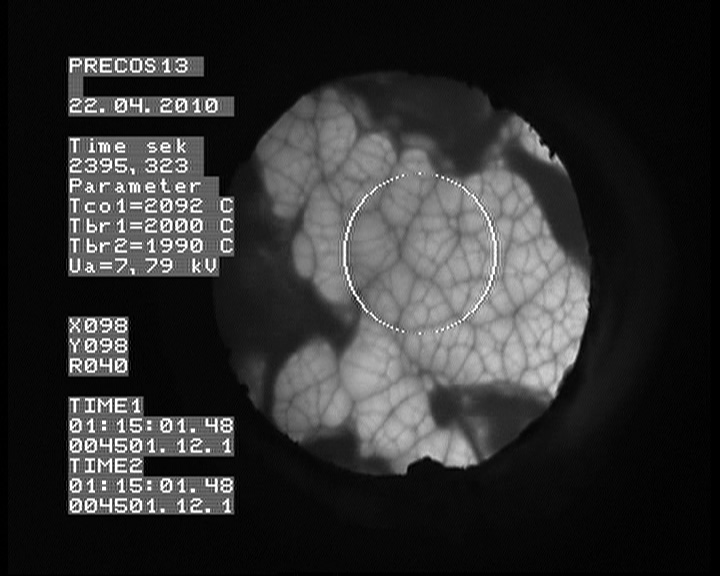 PRECOS13
22.04.2010
Time sek
2395,323
Parameter
Tco1=2092 C
Tbr1=2000 C
Tbr2=1990 C
Ua=7,79 kV
X098
Y098
R040
TIME1
01:15:01.48
004501.12.1
TIME2
01:15:01.48
004501.12.1